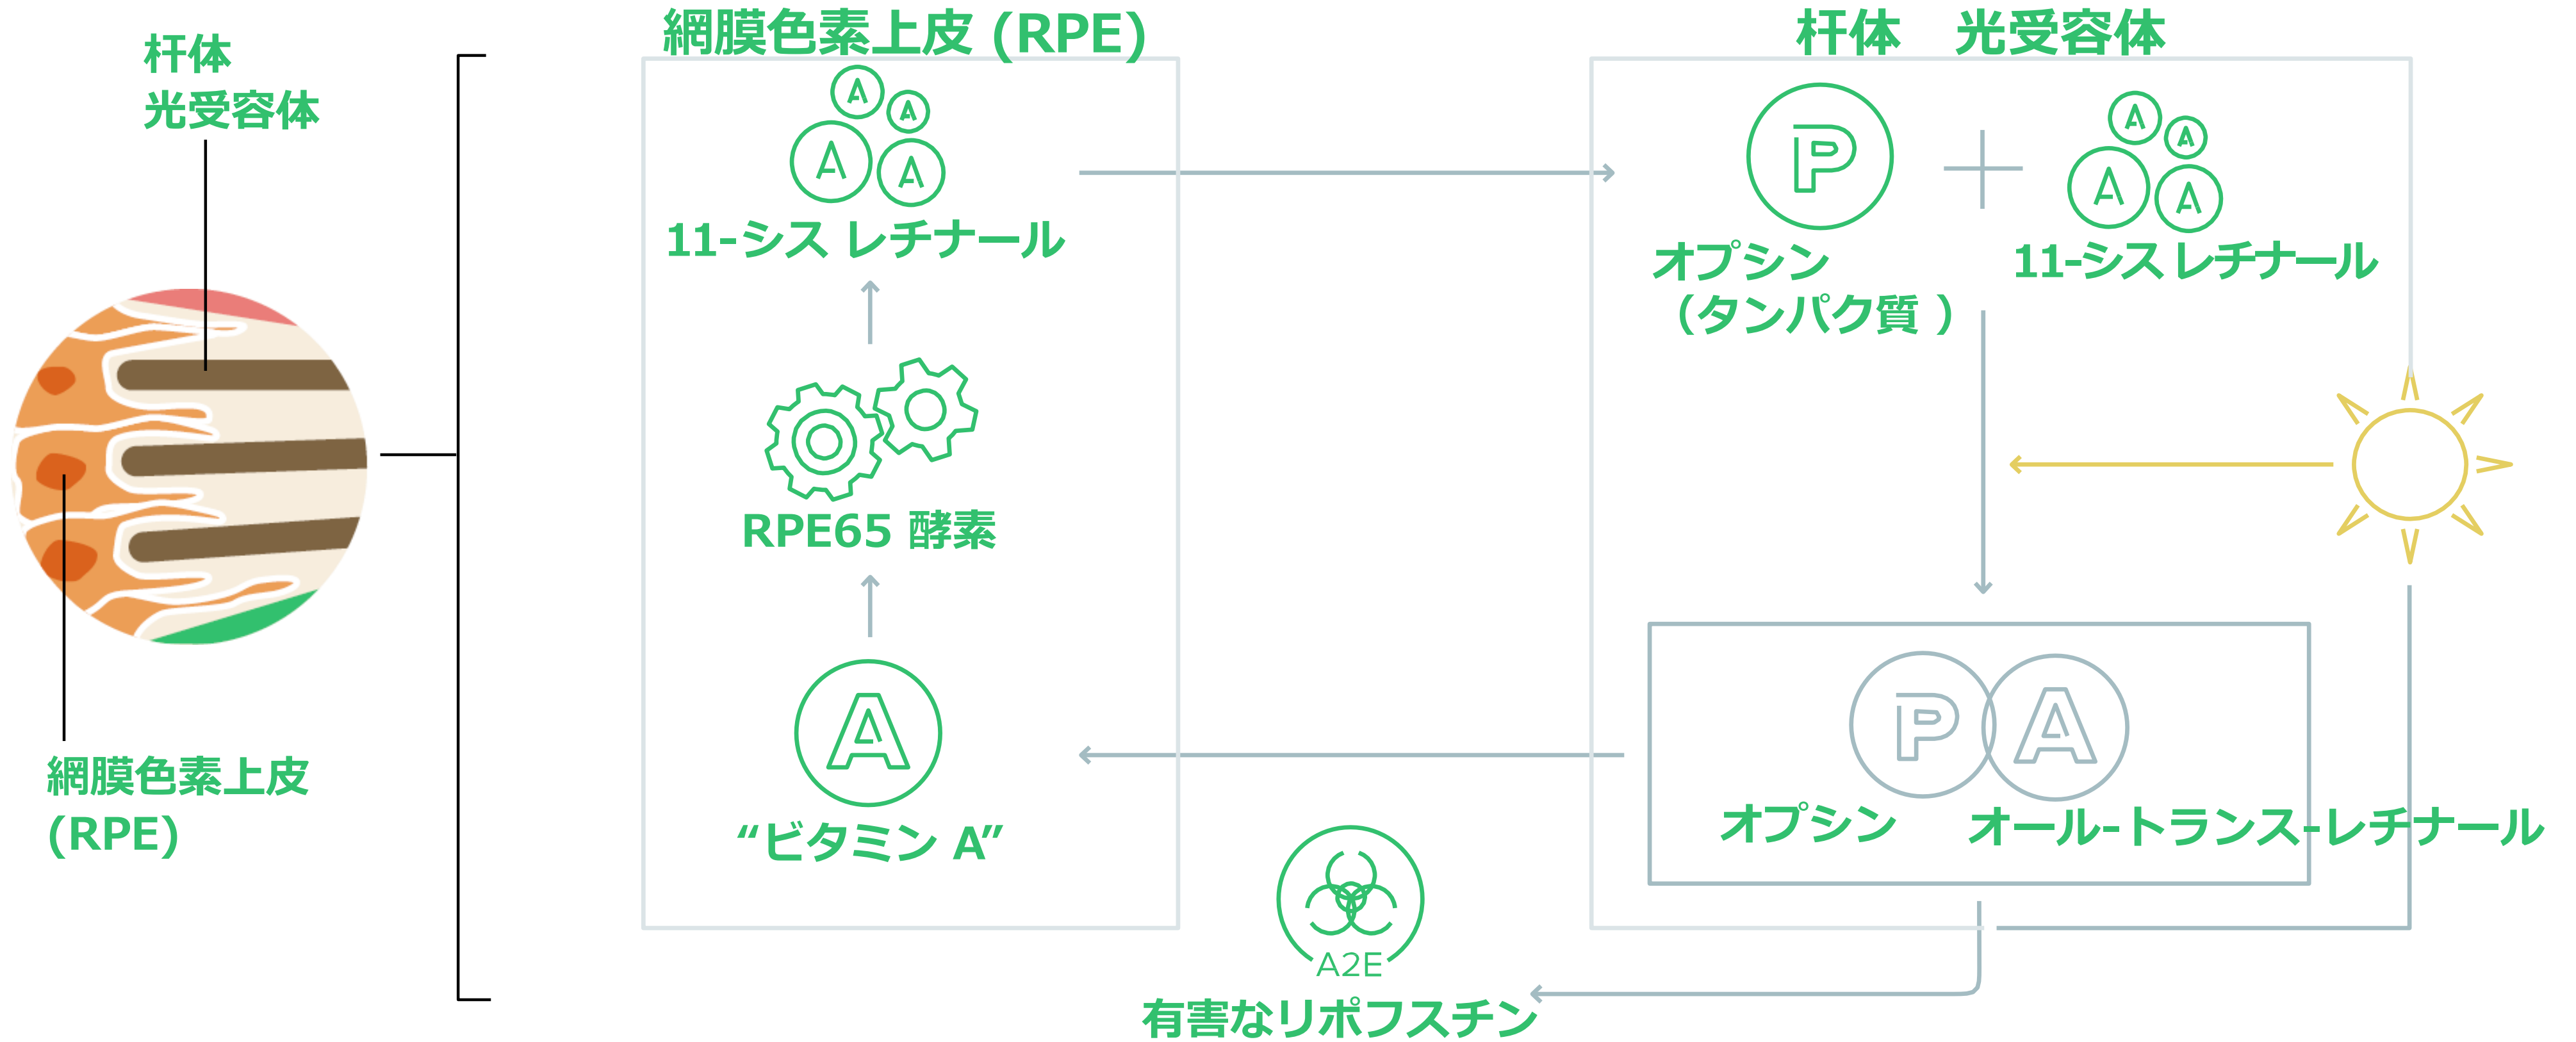 杆体
光受容体
網膜色素上皮
(RPE)
網膜色素上皮 (RPE)
A
A
A
A
11-シス レチナール
RPE65 酵素
A
“ビタミン A”
杆体 光受容体
P
A
A
A
A
オプシン
（タンパク質 ）
11-シス レチナール
P A
オプシン
オール-トランス-レチナール
A2E
有害なリポフスチン